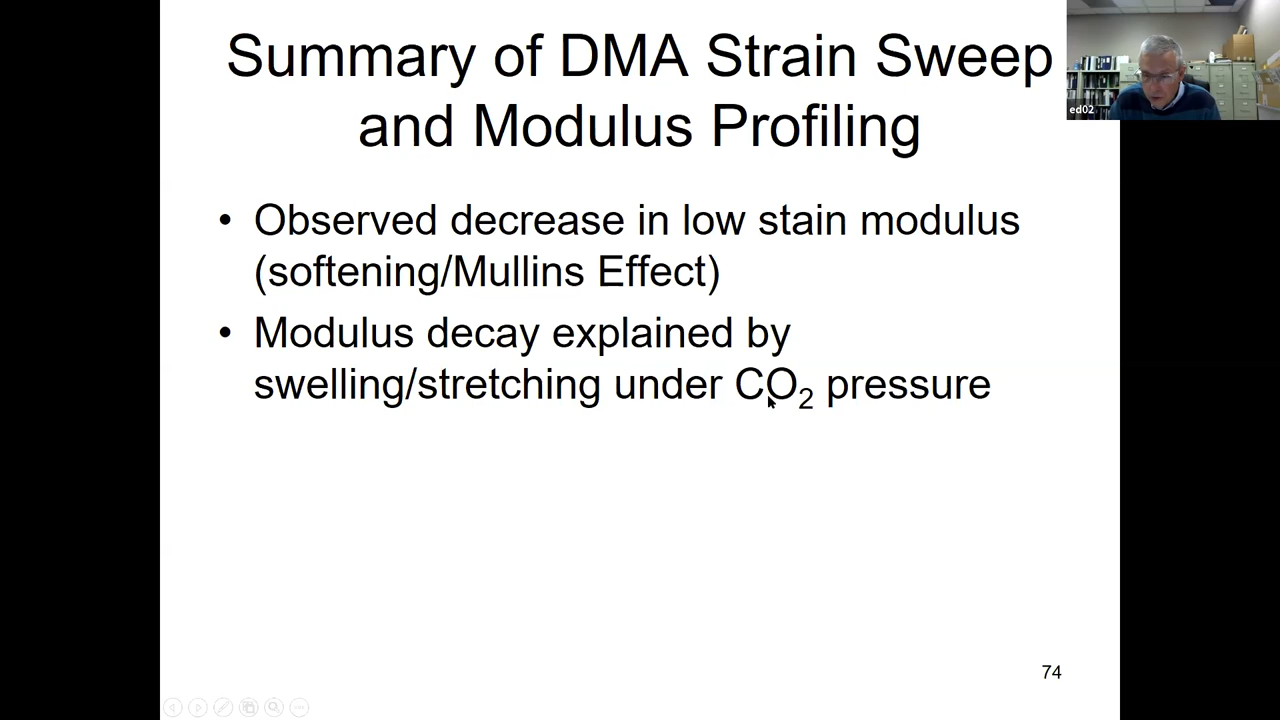 Summary of DMA Strain Sweep
and Modulus Profiling
ed02
• Observed decrease in low stain modulus
(softening/Mullins Effect)
• Modulus decay explained by
swelling/stretching under CO₂ pressure
74